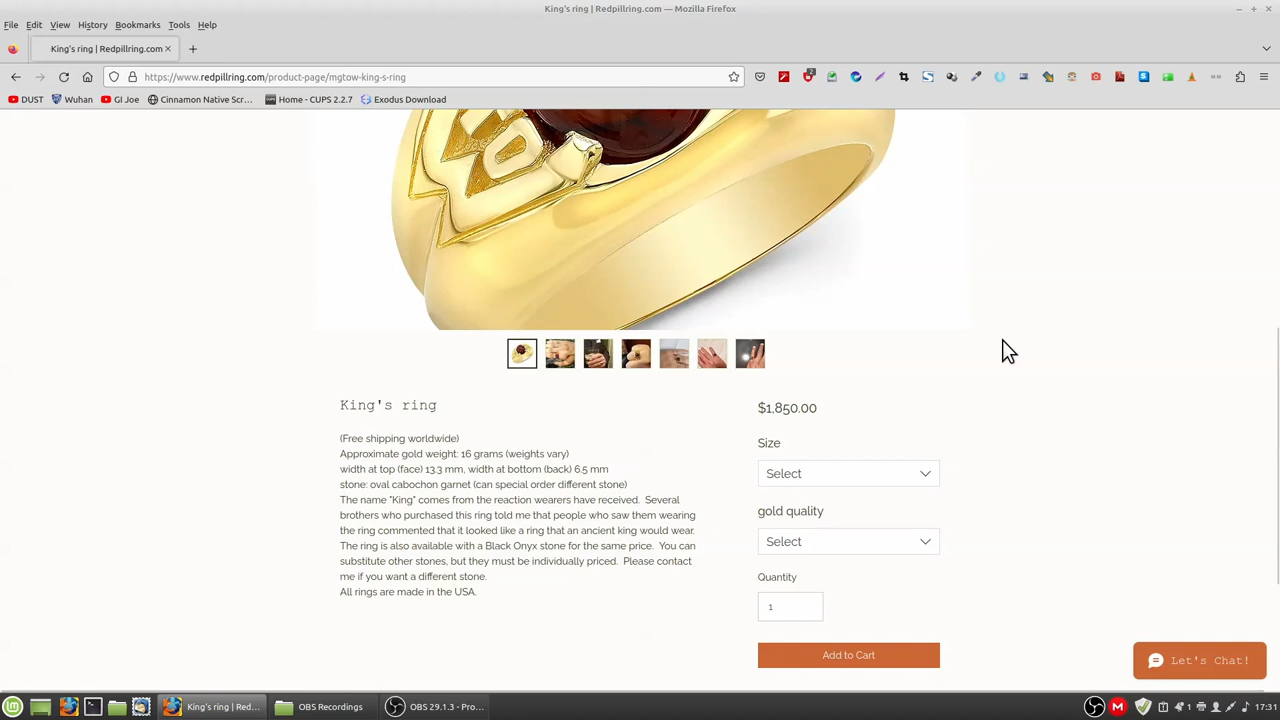 King's ring | Redpillring.com — Mozilla Firefox
File Edit View History Bookmarks Tools Help
King's ring | Redpillring.com
https://www.redpillring.com/product-page/mgtow-king-s-ring
DUST Wuhan GI Joe Cinnamon Native Scr... Home - CUPS 2.2.7 Exodus Download
King's ring
(Free shipping worldwide)
Approximate gold weight: 16 grams (weights vary)
width at top (face) 13.3 mm, width at bottom (back) 6.5 mm
stone: oval cabochon garnet (can special order different stone)
The name "King" comes from the reaction wearers have received. Several
brothers who purchased this ring told me that people who saw them wearing
the ring commented that it looked like a ring that an ancient king would wear.
The ring is also available with a Black Onyx stone for the same price. You can
substitute other stones, but they must be individually priced. Please contact
me if you want a different stone.
All rings are made in the USA.
$1,850.00
Size
Select
gold quality
Select
Quantity
1
Add to Cart
Let's Chat!
King's ring | Red... OBS Recordings OBS 29.1.3 - Pro... 1 17:31